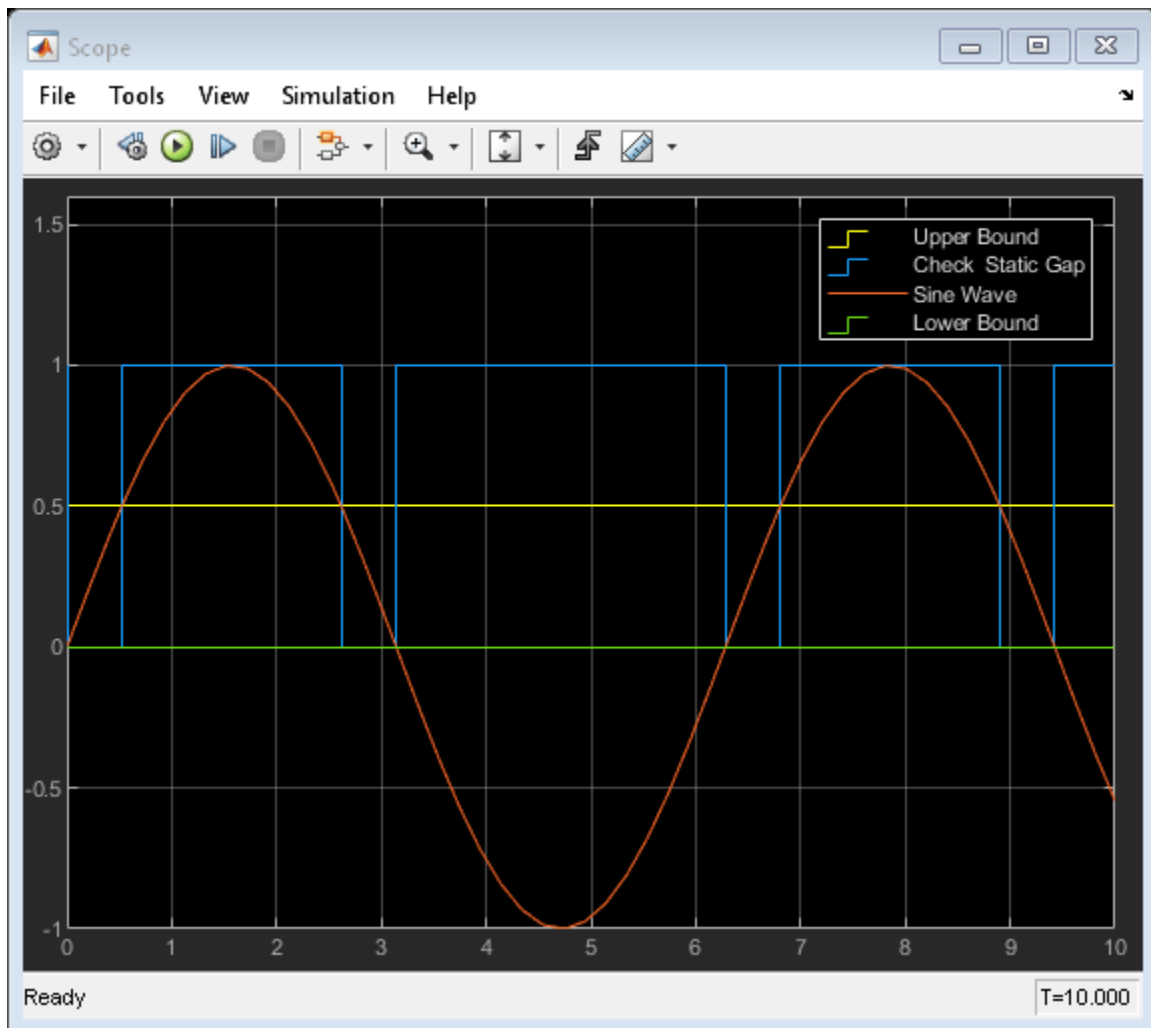 Scope
File Tools View Simulation Help
1.5
1
0.5
0
-0.5
-1
Upper Bound
Check Static Gap
Sine Wave
Lower Bound
0 1 2 3 4 5 6 7 8 9 10
Ready T=10.000